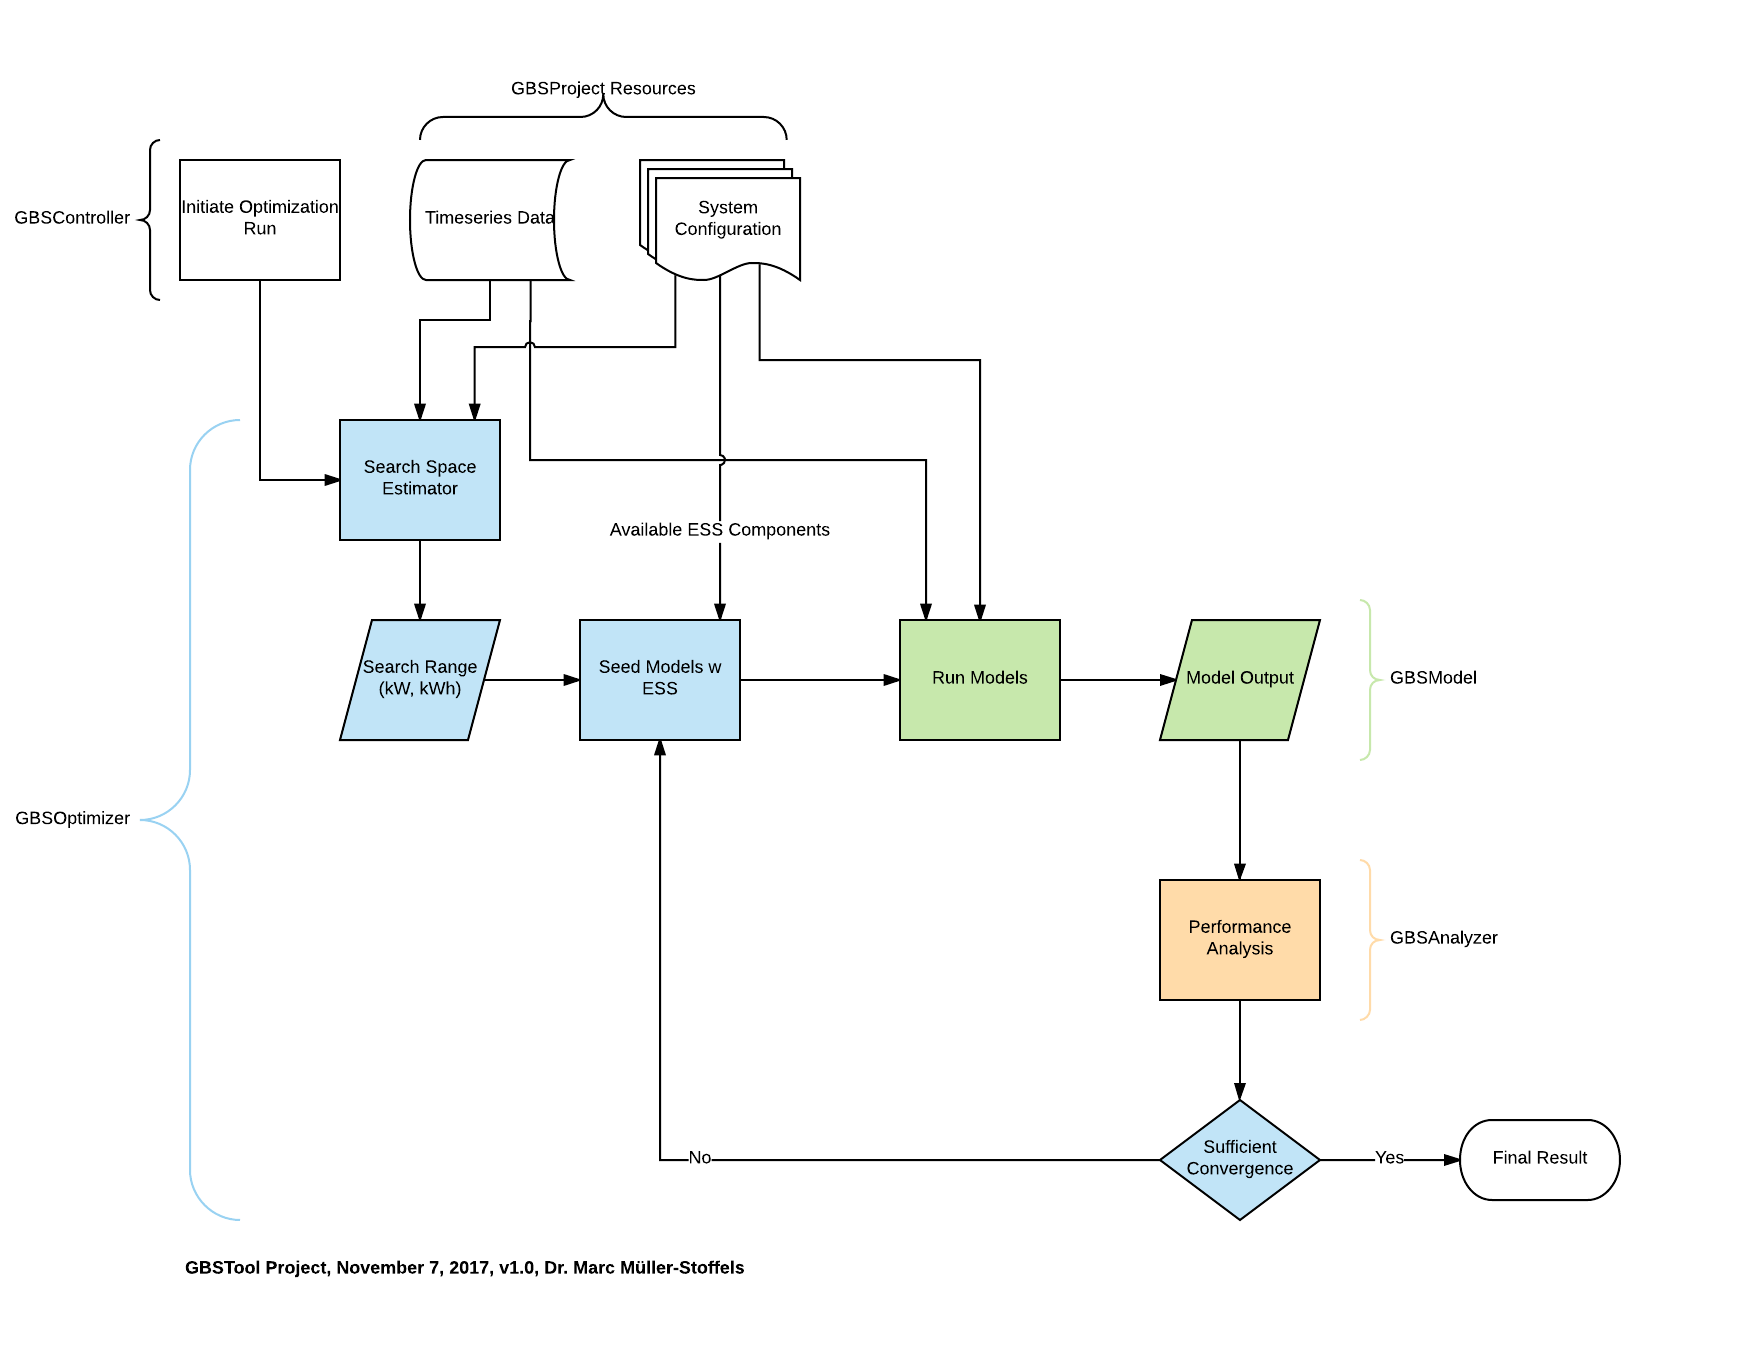 GBSProject Resources
GBSController
Initiate Optimization
Run
Timeseries Data
System
Configuration
Search Space
Estimator
Available ESS Components
Search Range
(kW, kWh)
Seed Models w
ESS
Run Models
Model Output
GBSModel
GBSOptimizer
Performance
Analysis
GBSAnalyzer
Sufficient
Convergence
No
Yes
Final Result
GBSTool Project, November 7, 2017, v1.0, Dr. Marc Müller-Stoffels